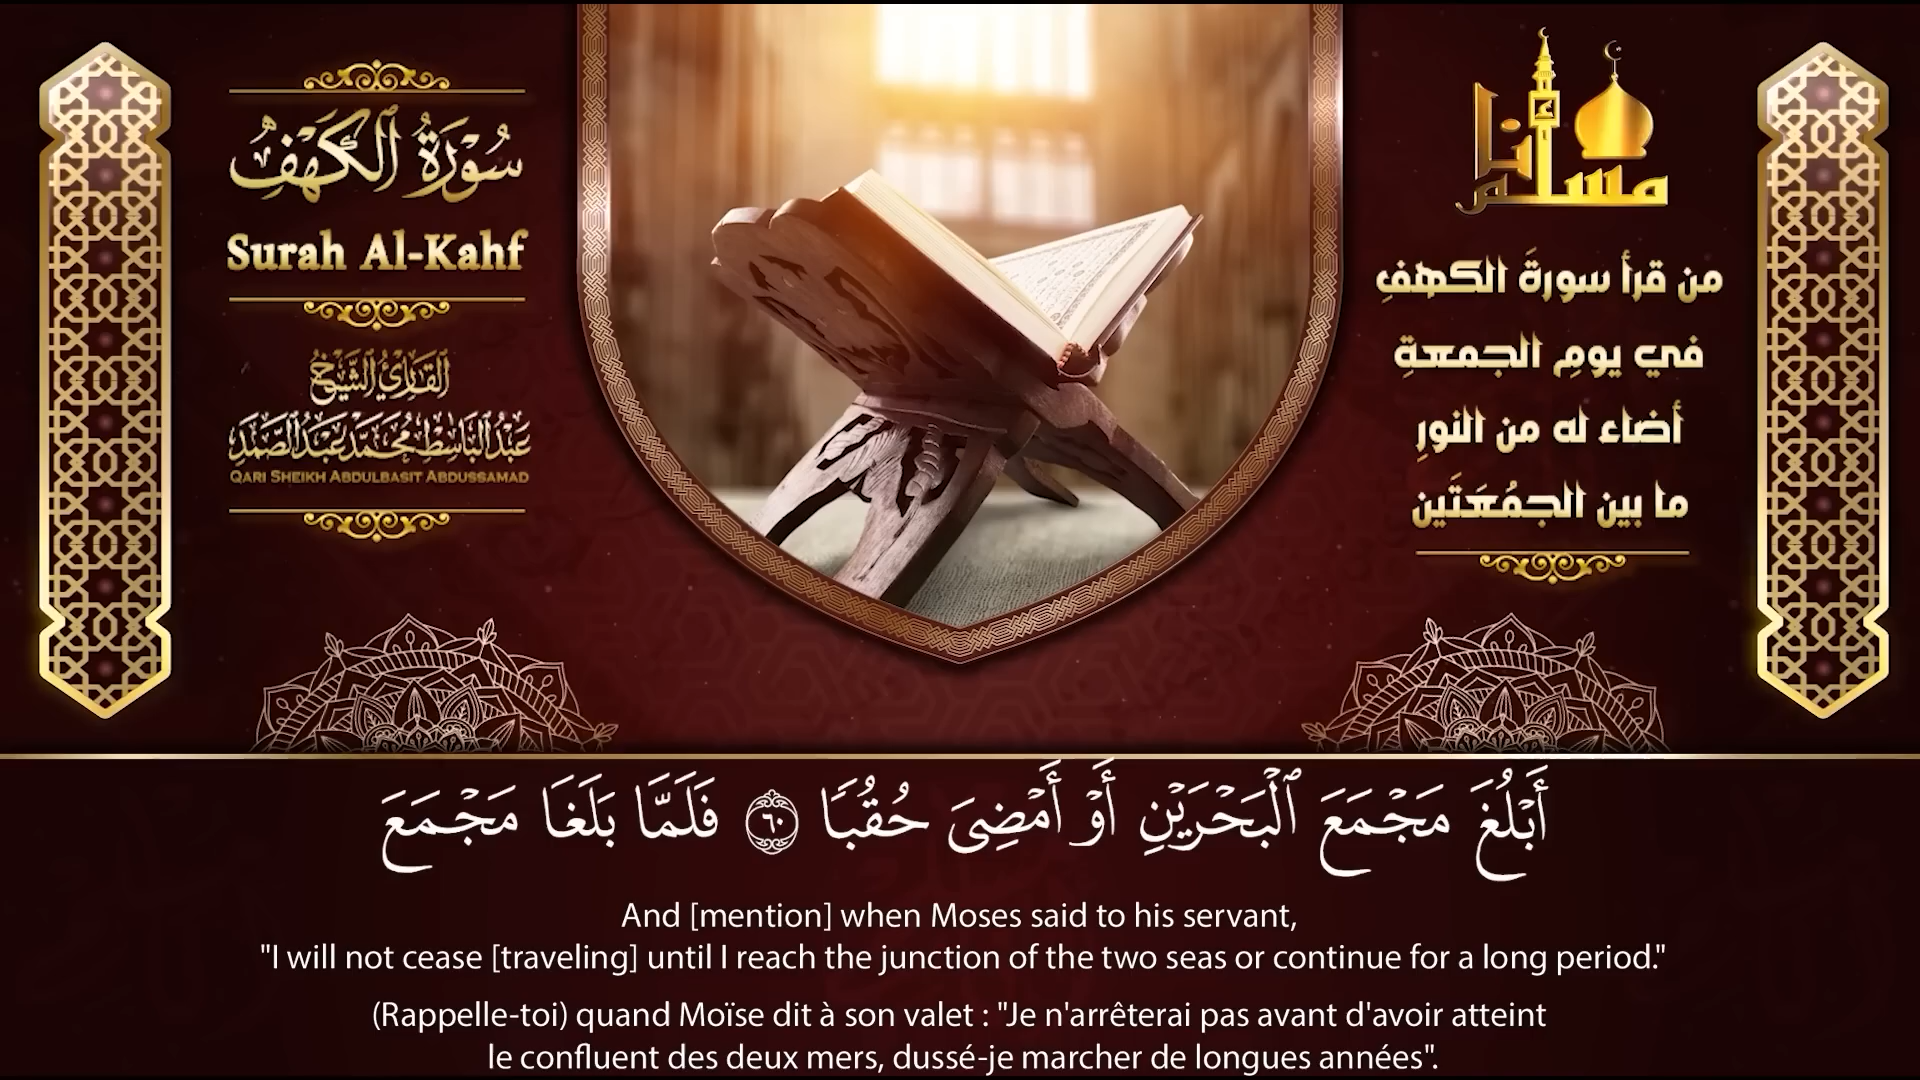 سُورَةُ ٱلْكَهْفِ
Surah Al-Kahf
القارئ الشيخ
عبد الباسط محمد عبد الصمد
QARI SHEIKH ABDULBASIT ABDUSSAMAD
أنا مسلم
من قرأ سورةَ الكهفِ
في يومِ الجمعةِ
أضاء له من النورِ
ما بين الجمُعَتَين
أَبْلُغَ مَجْمَعَ ٱلْبَحْرَيْنِ أَوْ أَمْضِىَ حُقُبًا ٦٠ فَلَمَّا بَلَغَا مَجْمَعَ
And [mention] when Moses said to his servant,
"I will not cease [traveling] until I reach the junction of the two seas or continue for a long period."
(Rappelle-toi) quand Moïse dit à son valet : "Je n'arrêterai pas avant d'avoir atteint
le confluent des deux mers, dussé-je marcher de longues années".